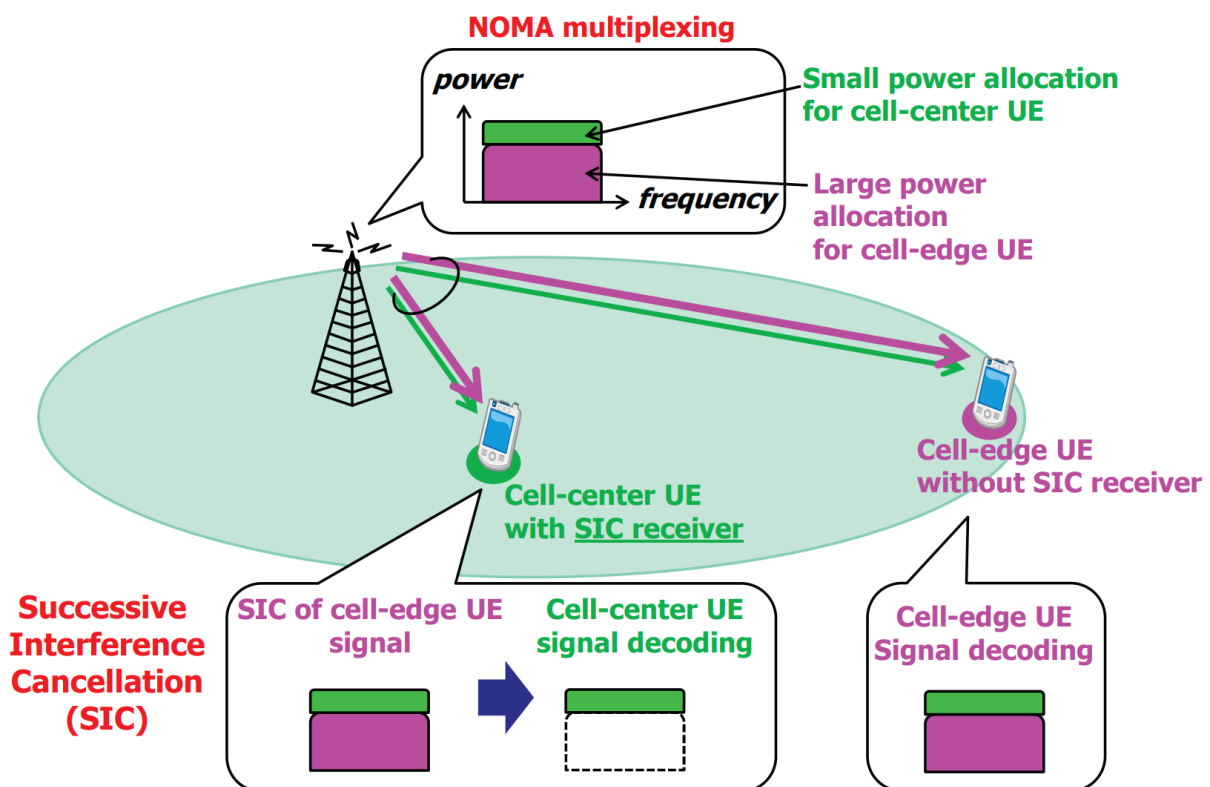 NOMA multiplexing
power
frequency
Small power allocation
for cell-center UE
Large power
allocation
for cell-edge UE
Cell-edge UE
without SIC receiver
Cell-center UE
with SIC receiver
Successive
Interference
Cancellation
(SIC)
SIC of cell-edge UE
signal
Cell-center UE
signal decoding
Cell-edge UE
Signal decoding